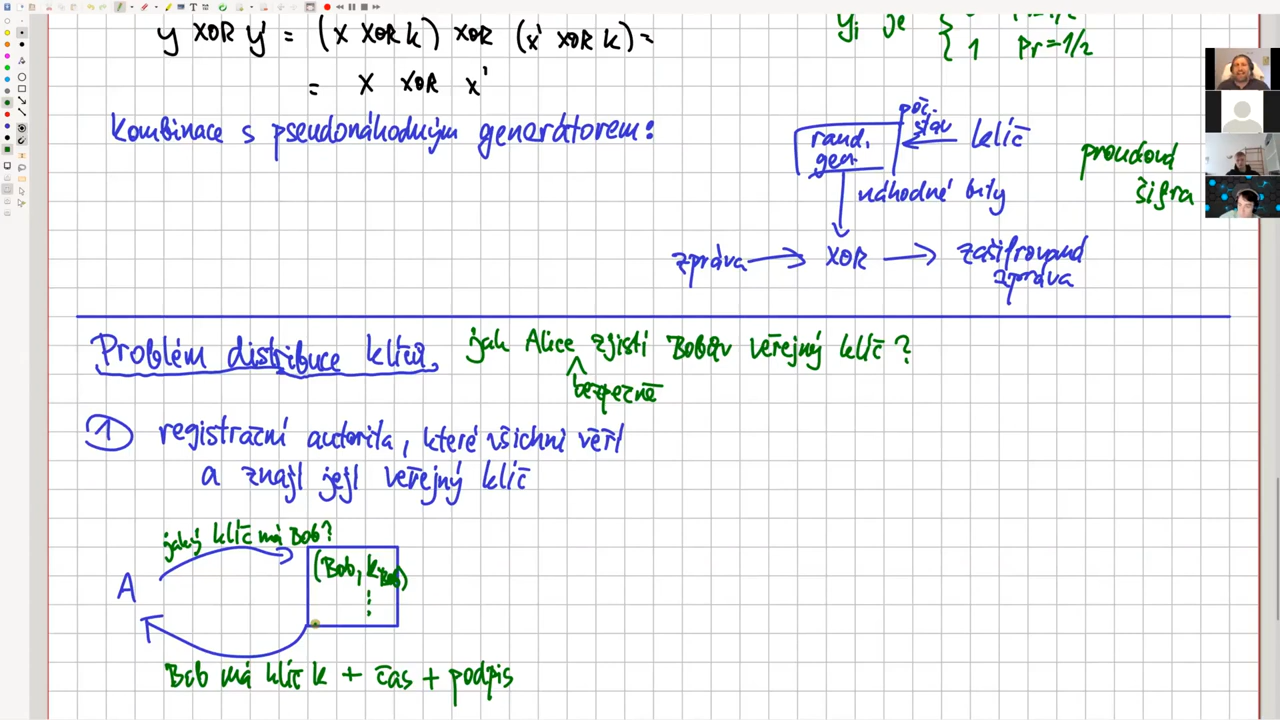 y XOR y' = (x XOR k) XOR (x' XOR k) =
= x XOR x'
yᵢ je { 
1 Pr=1/2
Kombinace s pseudonáhodným generátorem:
rand. gen.
poč. stav
klíč
náhodné bity
proudová šifra
zpráva → XOR → zašifrovaná zpráva
Problém distribuce klíčů.
jak Alice zjistí Bobův veřejný klíč?
bezpečně
1 registrační autorita, které všichni věří
a znají její veřejný klíč
jaký klíč má Bob?
A
(Bob, k_Bob)
⋮
Bob má klíč k + čas + podpis